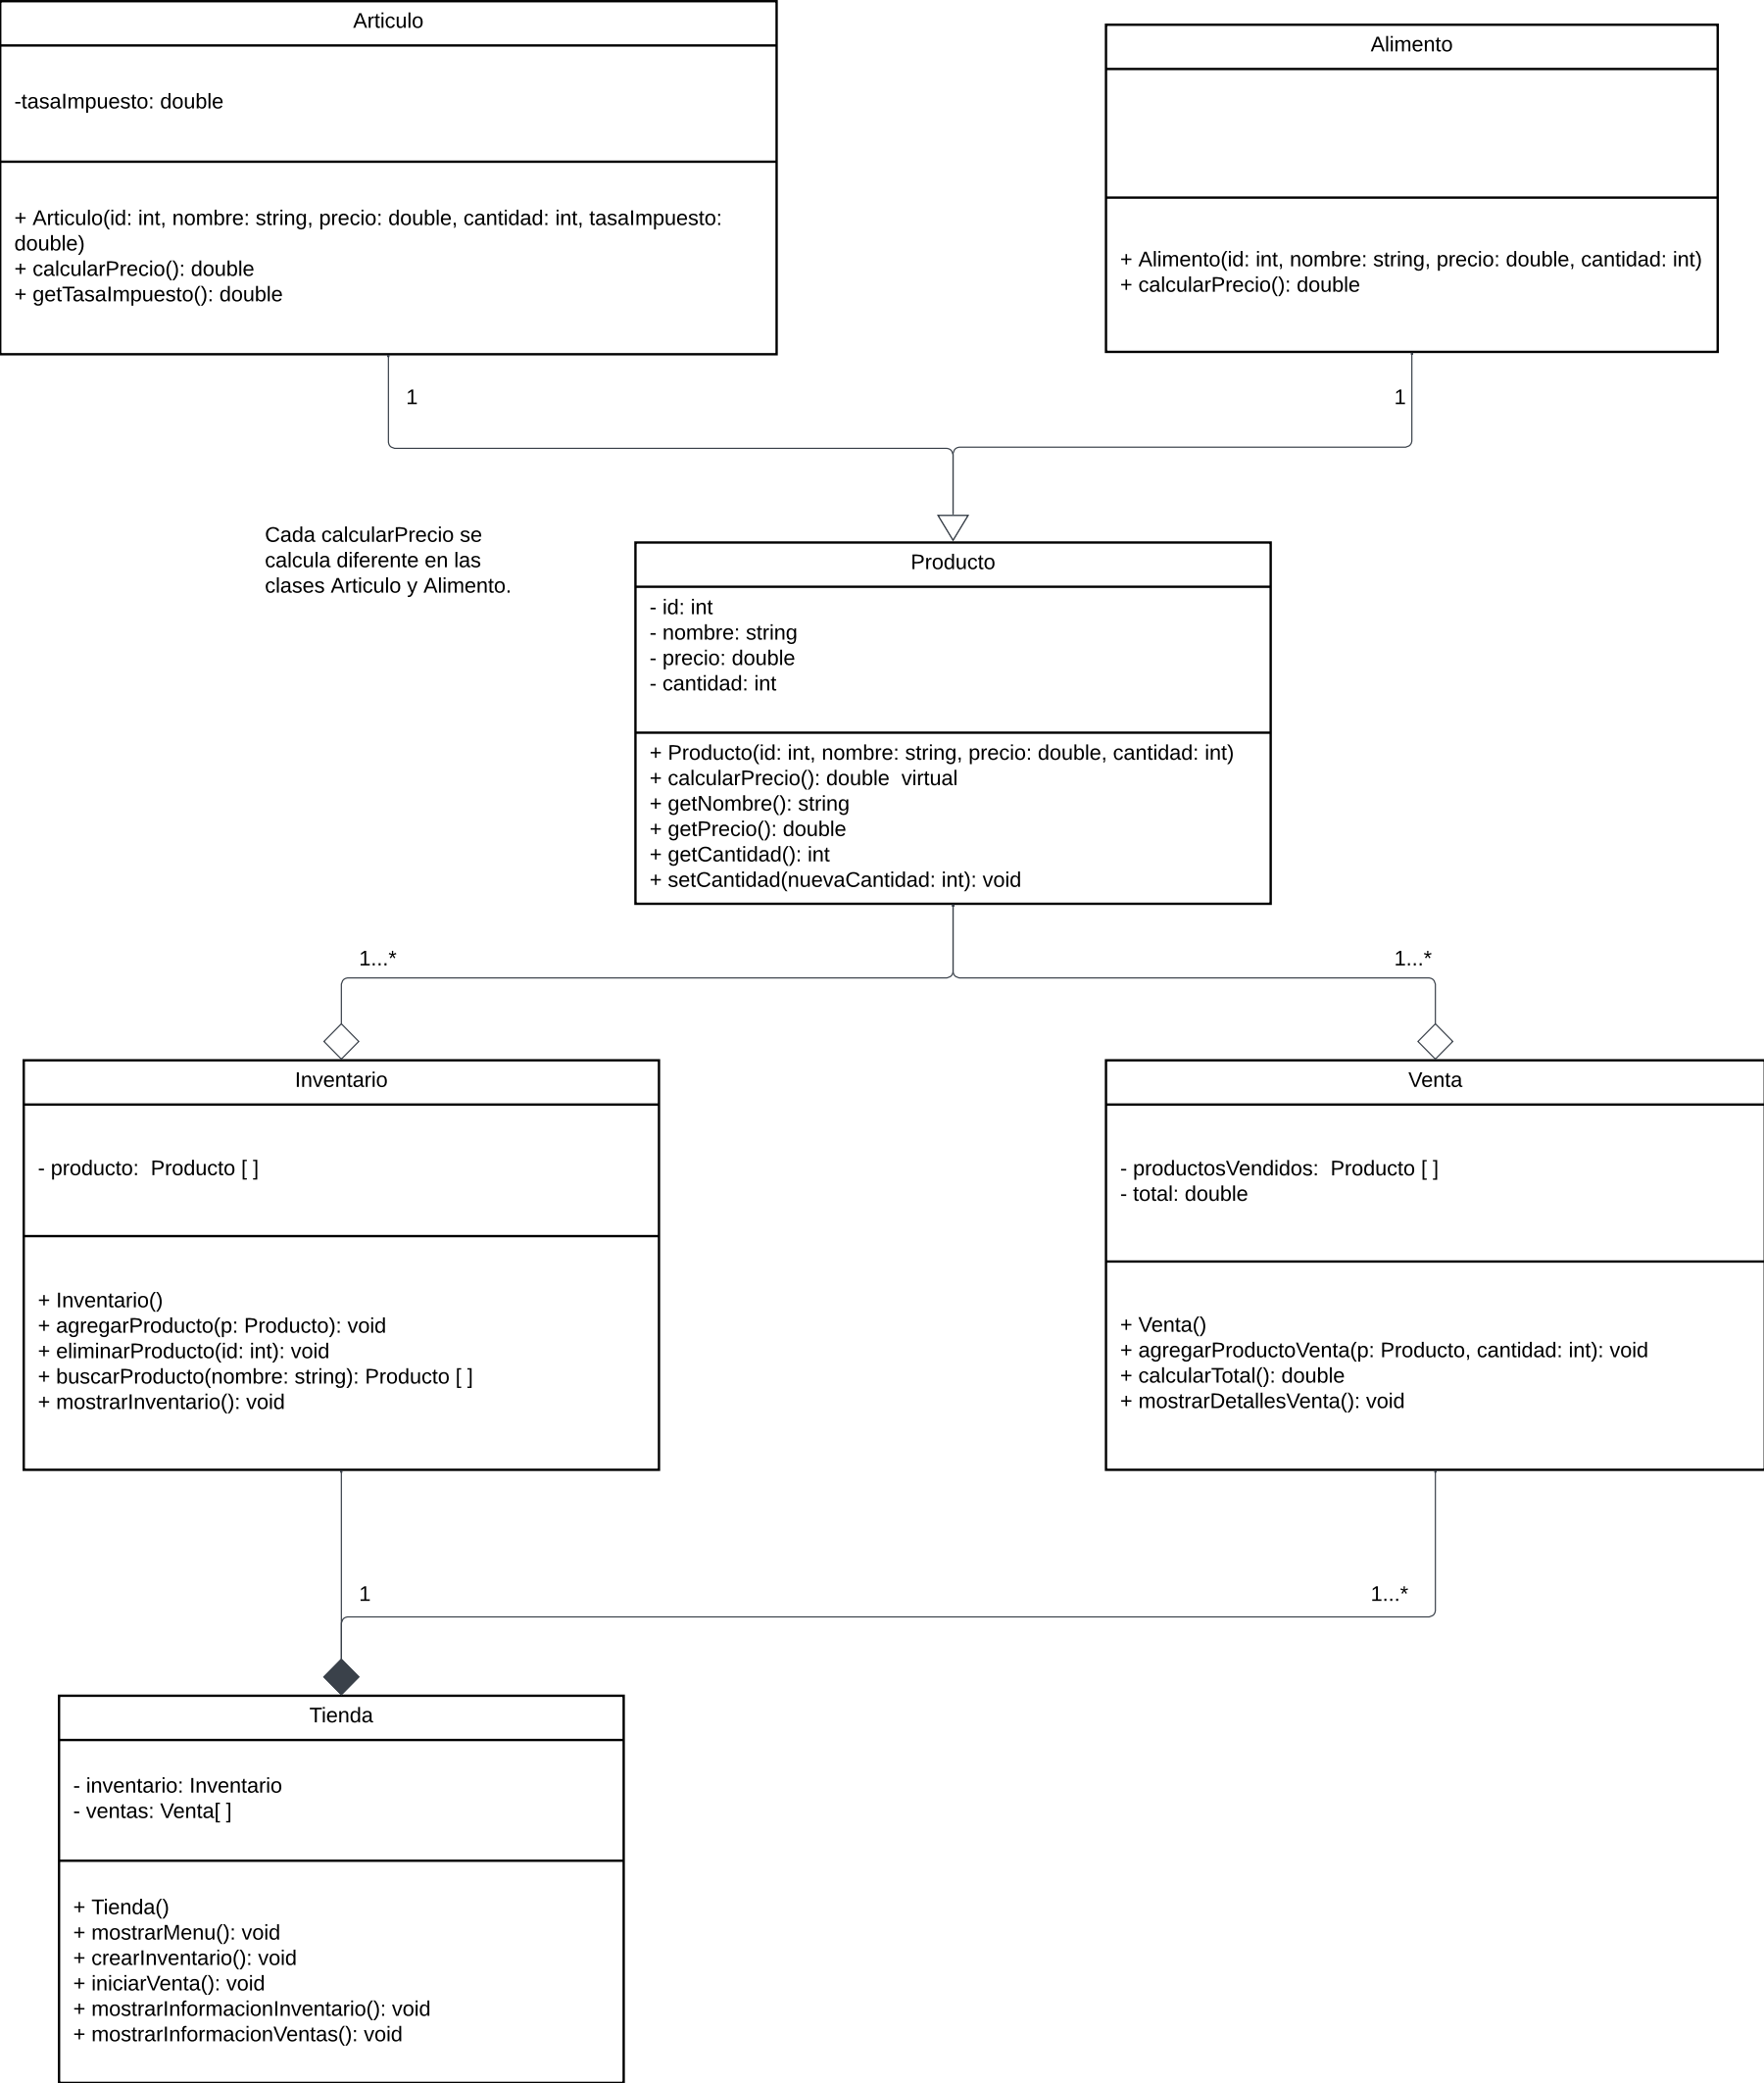 Articulo
-tasaImpuesto: double
+ Articulo(id: int, nombre: string, precio: double, cantidad: int, tasaImpuesto:
double)
+ calcularPrecio(): double
+ getTasaImpuesto(): double
Alimento
+ Alimento(id: int, nombre: string, precio: double, cantidad: int)
+ calcularPrecio(): double
1
1
Cada calcularPrecio se
calcula diferente en las
clases Articulo y Alimento.
Producto
- id: int
- nombre: string
- precio: double
- cantidad: int
+ Producto(id: int, nombre: string, precio: double, cantidad: int)
+ calcularPrecio(): double  virtual
+ getNombre(): string
+ getPrecio(): double
+ getCantidad(): int
+ setCantidad(nuevaCantidad: int): void
1...*
1...*
Inventario
- producto:  Producto [ ]
+ Inventario()
+ agregarProducto(p: Producto): void
+ eliminarProducto(id: int): void
+ buscarProducto(nombre: string): Producto [ ]
+ mostrarInventario(): void
Venta
- productosVendidos:  Producto [ ]
- total: double
+ Venta()
+ agregarProductoVenta(p: Producto, cantidad: int): void
+ calcularTotal(): double
+ mostrarDetallesVenta(): void
1
1...*
Tienda
- inventario: Inventario
- ventas: Venta[ ]
+ Tienda()
+ mostrarMenu(): void
+ crearInventario(): void
+ iniciarVenta(): void
+ mostrarInformacionInventario(): void
+ mostrarInformacionVentas(): void